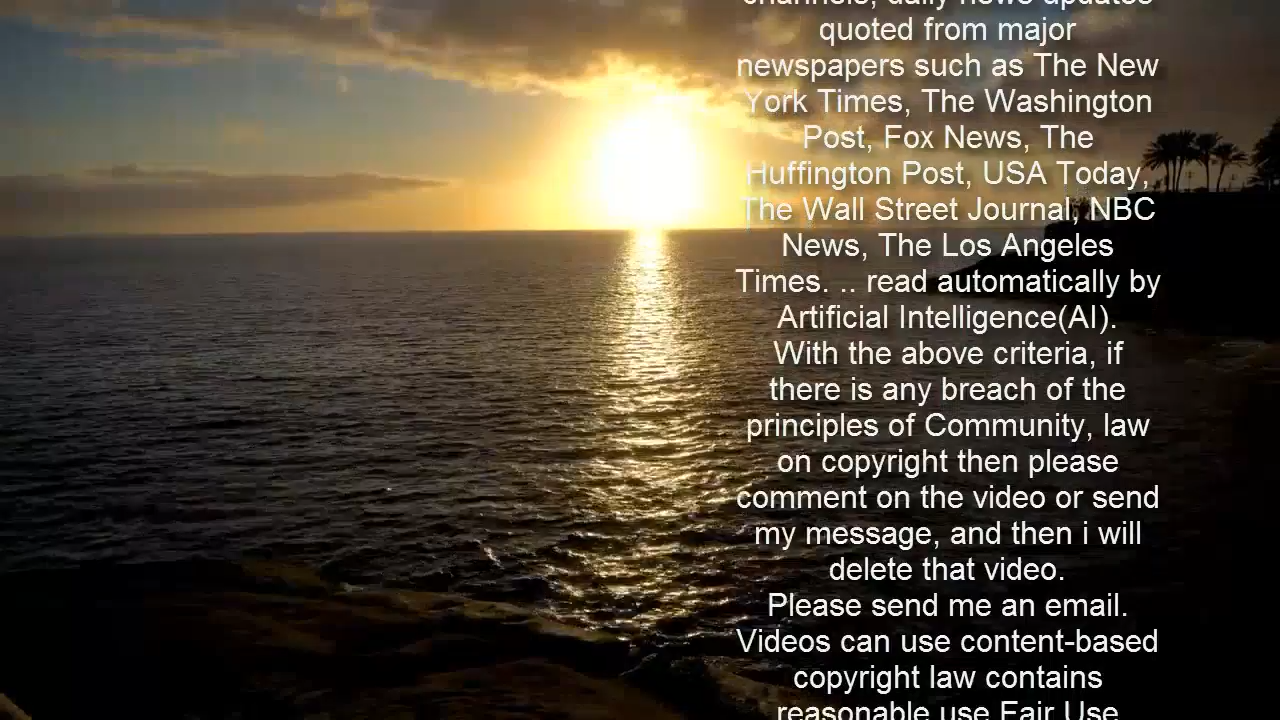 channels, daily news updates
quoted from major
newspapers such as The New
York Times, The Washington
Post, Fox News, The
Huffington Post, USA Today,
The Wall Street Journal, NBC
News, The Los Angeles
Times. .. read automatically by
Artificial Intelligence(AI).
With the above criteria, if
there is any breach of the
principles of Community, law
on copyright then please
comment on the video or send
my message, and then i will
delete that video.
Please send me an email.
Videos can use content-based
copyright law contains
reasonable use Fair Use